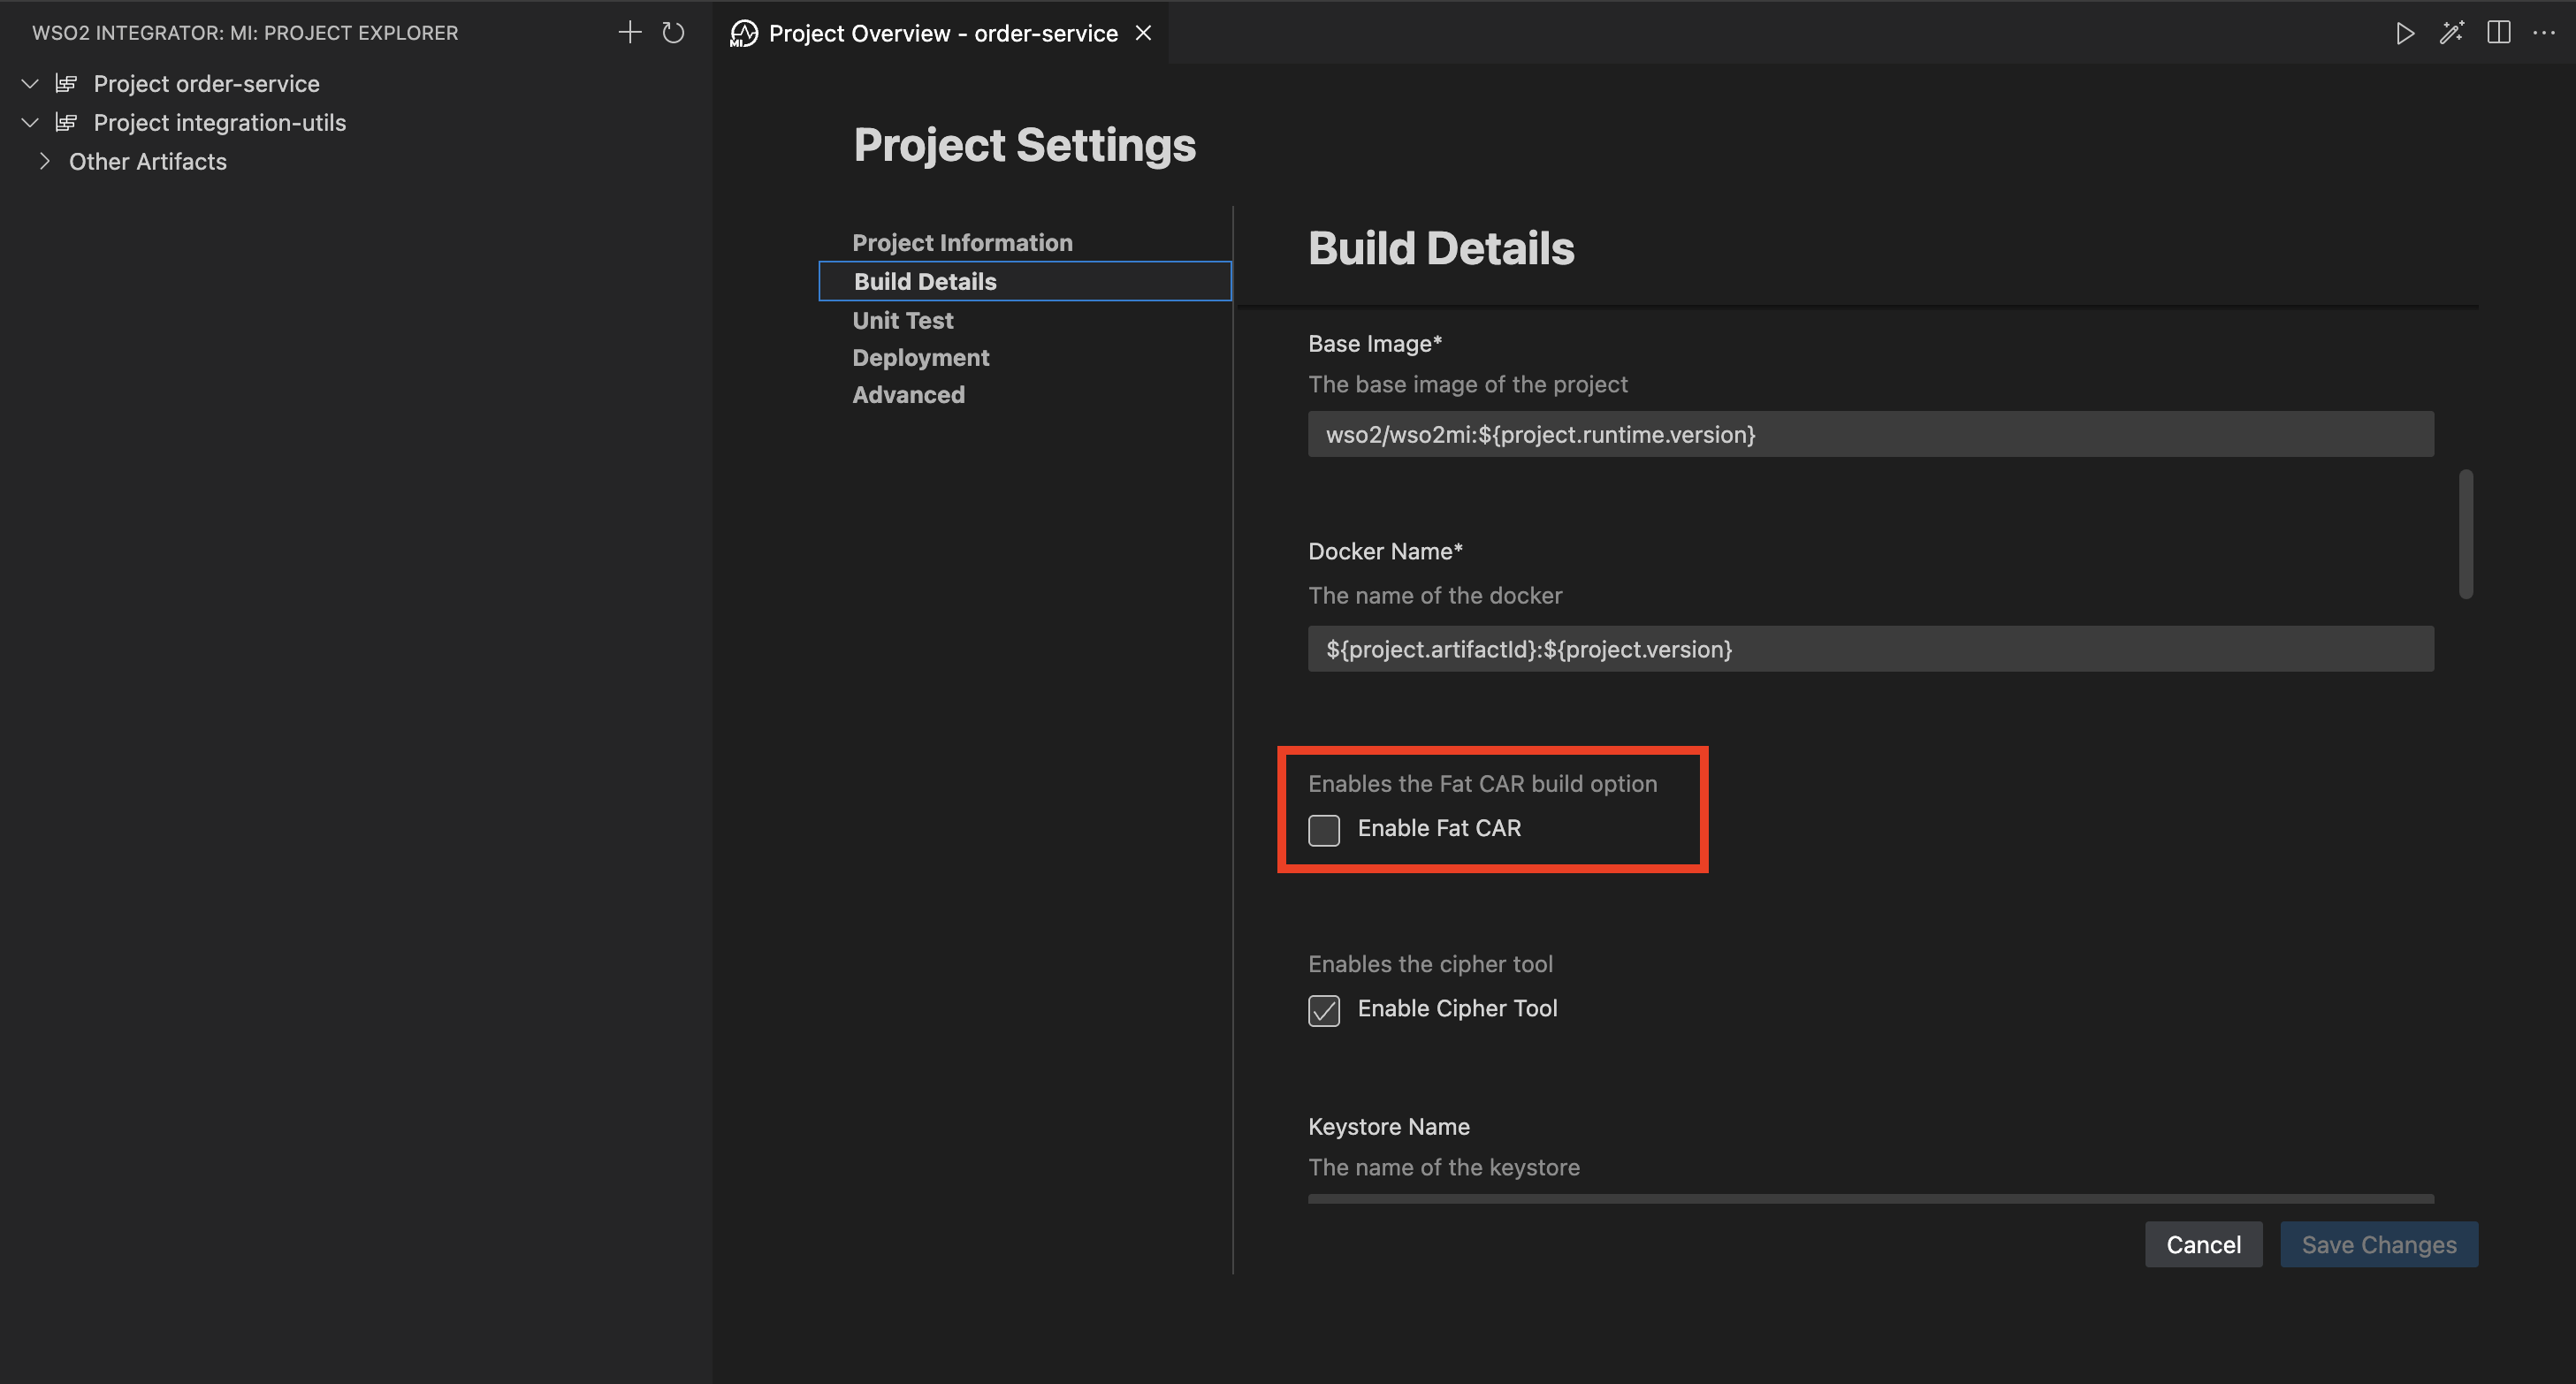 WSO2 INTEGRATOR: MI: PROJECT EXPLORER
Project order-service
Project integration-utils
Other Artifacts
MI
Project Overview - order-service
Project Settings
Project Information
Build Details
Unit Test
Deployment
Advanced
Build Details
Base Image*
The base image of the project
wso2/wso2mi:${project.runtime.version}
Docker Name*
The name of the docker
${project.artifactId}:${project.version}
Enables the Fat CAR build option
Enable Fat CAR
Enables the cipher tool
Enable Cipher Tool
Keystore Name
The name of the keystore
Cancel
Save Changes